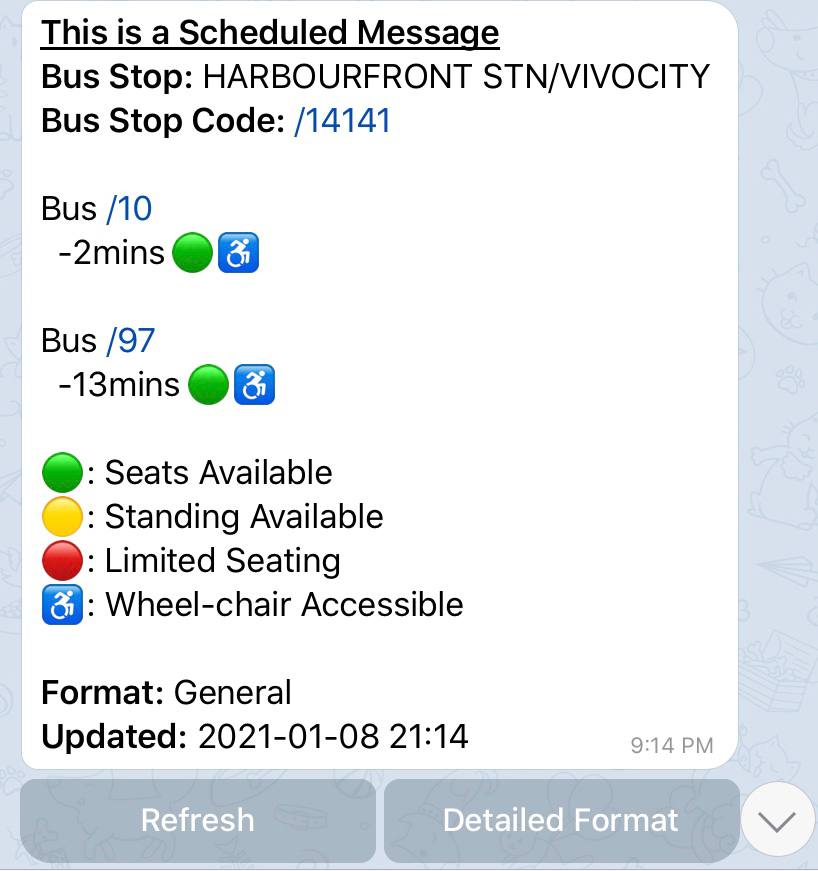 This is a Scheduled Message
Bus Stop: HARBOURFRONT STN/VIVOCITY
Bus Stop Code: /14141
Bus /10
-2mins 🟢♿
Bus /97
-13mins 🟢♿
🟢: Seats Available
🟡: Standing Available
🔴: Limited Seating
♿: Wheel-chair Accessible
Format: General
Updated: 2021-01-08 21:14
9:14 PM
Refresh
Detailed Format